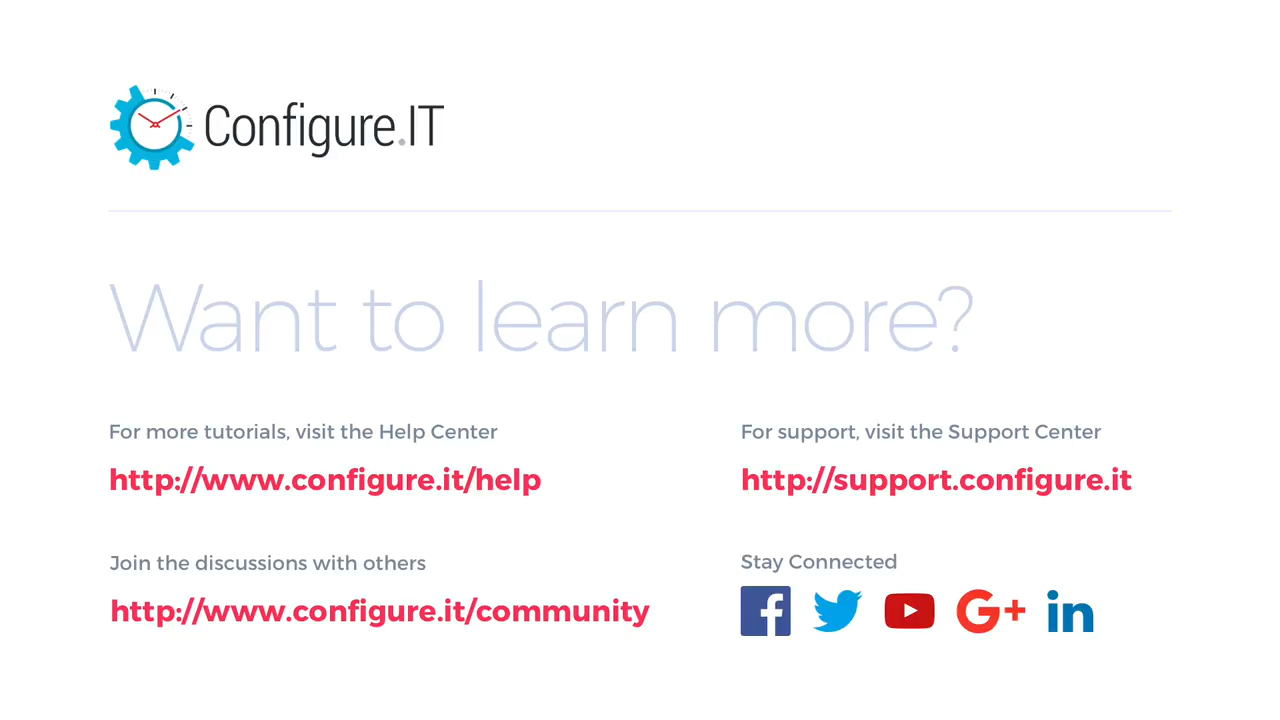 Configure.IT
Want to learn more?
For more tutorials, visit the Help Center
http://www.configure.it/help
For support, visit the Support Center
http://support.configure.it
Join the discussions with others
http://www.configure.it/community
Stay Connected
f
G+
in